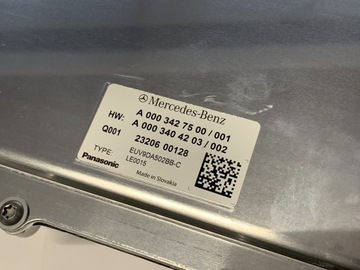 Mercedes-Benz
HW: A 000 342 75 00 / 001
Q001 A 000 340 42 03 / 002
23206 00128
TYPE: EUV9DA502BB-C
Panasonic LE0015
Made in Slovakia